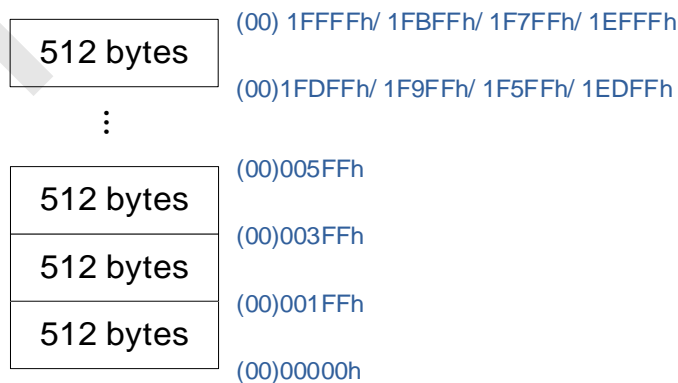 (00) 1FFFFh/ 1FBFFh/ 1F7FFh/ 1EFFFh
512 bytes
(00)1FDFFh/ 1F9FFh/ 1F5FFh/ 1EDFFh
⋮
(00)005FFh
512 bytes
(00)003FFh
512 bytes
(00)001FFh
512 bytes
(00)00000h